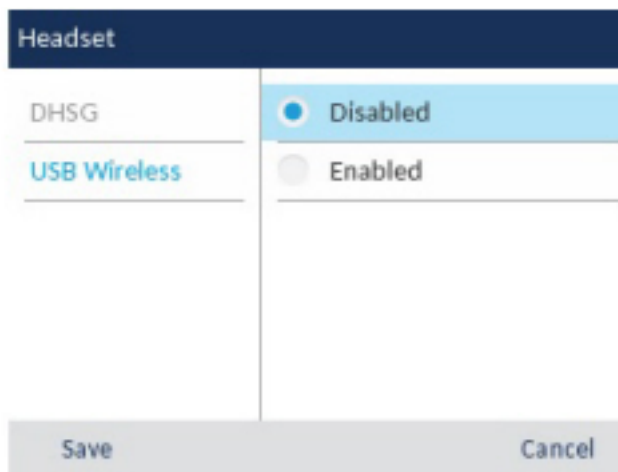 Headset
DHSG
Disabled
USB Wireless
Enabled
Save
Cancel